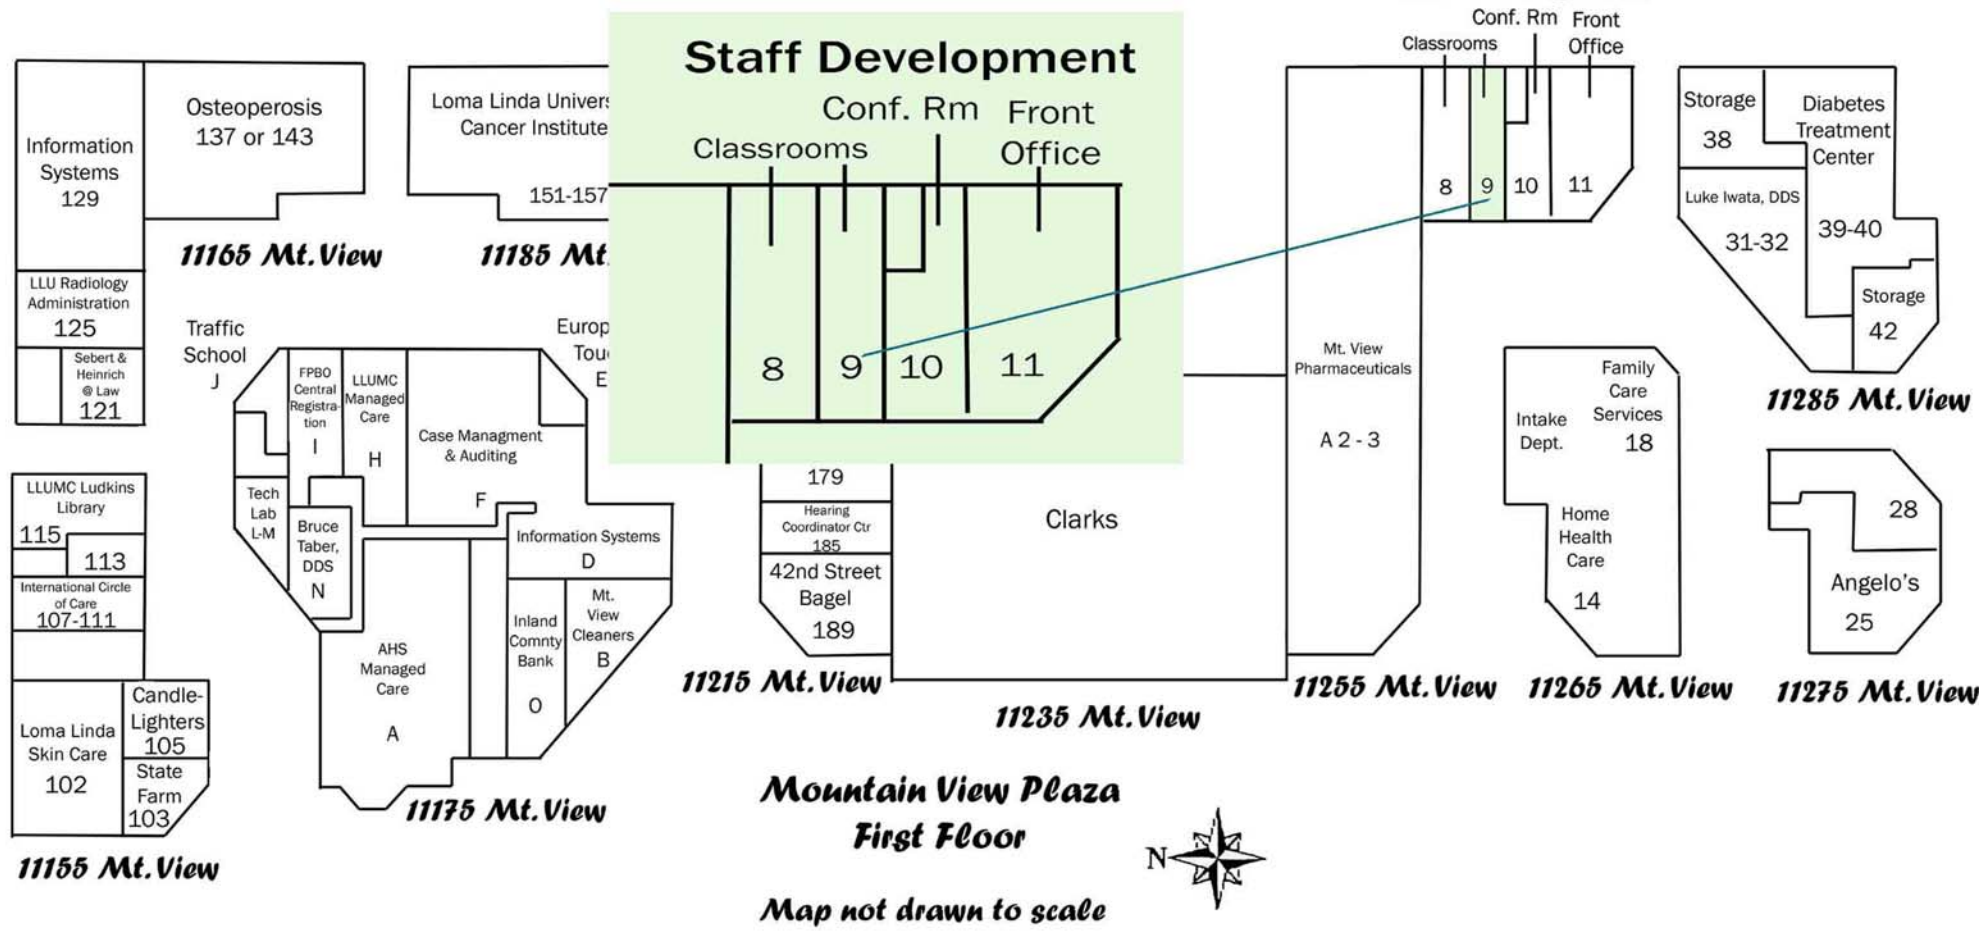 Information
Systems
129
LLU Radiology
Administration
125
Sebert &
Heinrich
@ Law
121
Osteoperosis
137 or 143
11165 Mt. View
Loma Linda
Cancer Institute
151-157
11185 Mt.
Staff Development
Conf. Rm
Front
Office
Classrooms
8
9
10
11
Conf. Rm
Front
Office
Classrooms
8
9
10
11
Storage
38
Diabetes
Treatment
Center
39-40
Luke Iwata, DDS
31-32
Storage
42
11285 Mt. View
Traffic
School
J
FPBO
Central
Registra-
tion
I
LLUMC
Managed
Care
H
Case Managment
& Auditing
F
E
Tech
Lab
L-M
Bruce
Taber,
DDS
N
Information Systems
D
Inland
Comnty
Bank
O
Mt.
View
Cleaners
B
AHS
Managed
Care
A
11175 Mt. View
LLUMC Ludkins
Library
115
113
International Circle
of Care
107-111
Loma Linda
Skin Care
102
Candle-
Lighters
105
State
Farm
103
11155 Mt. View
179
Hearing
Coordinator Ctr
185
42nd Street
Bagel
189
11215 Mt. View
Clarks
11235 Mt. View
Mt. View
Pharmaceuticals
A 2 - 3
11255 Mt. View
Family
Care
Services
18
Intake
Dept.
Home
Health
Care
14
11265 Mt. View
28
Angelo's
25
11275 Mt. View
Mountain View Plaza
First Floor
N
Map not drawn to scale